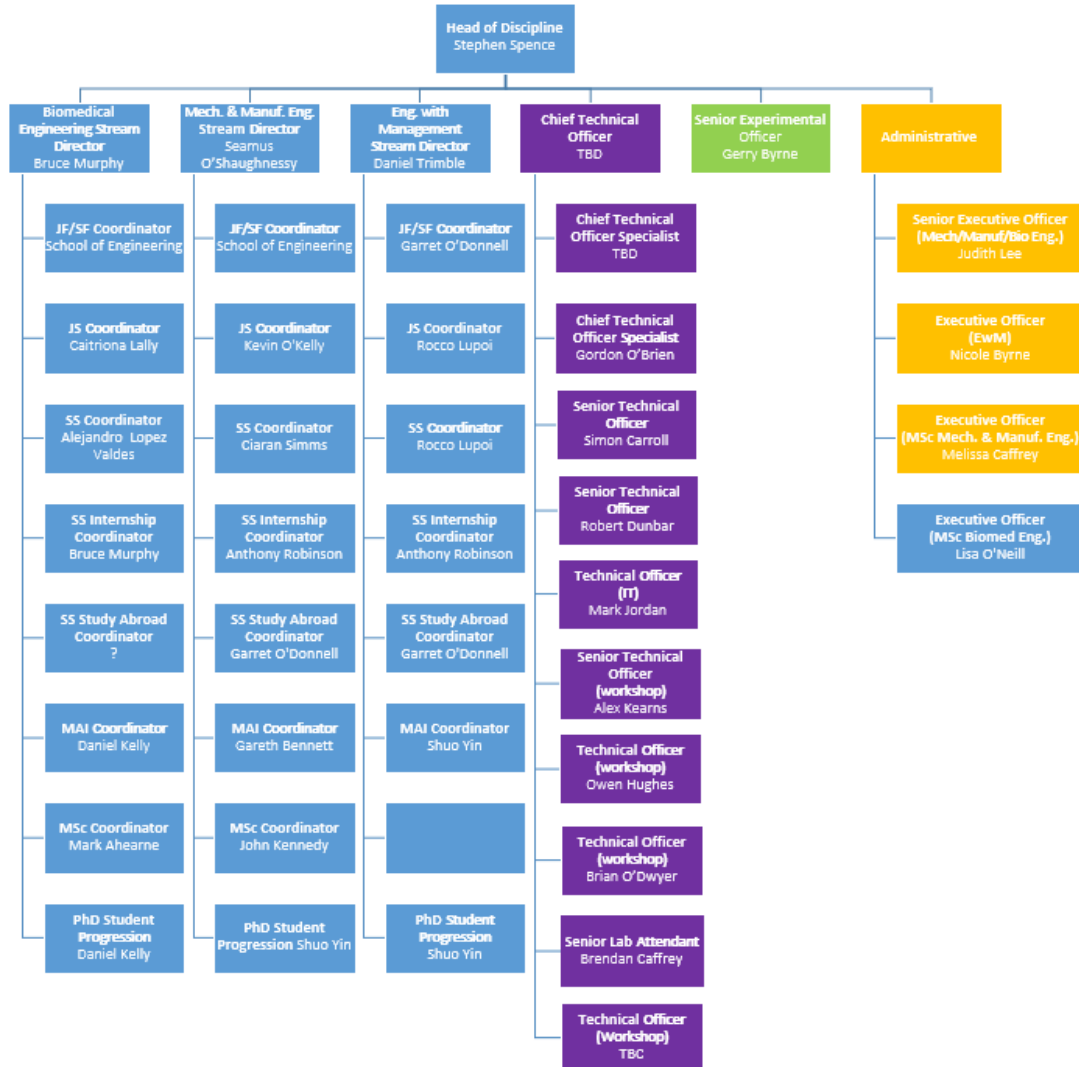 Head of Discipline
Stephen Spence
Biomedical
Engineering Stream
Director
Bruce Murphy
JF/SF Coordinator
School of Engineering
JS Coordinator
Caitriona Lally
SS Coordinator
Alejandro Lopez
Valdes
SS Internship
Coordinator
Bruce Murphy
SS Study Abroad
Coordinator
?
MAI Coordinator
Daniel Kelly
MSc Coordinator
Mark Ahearne
PhD Student
Progression
Daniel Kelly
Mech. & Manuf. Eng.
Stream Director
Seamus
O'Shaughnessy
JF/SF Coordinator
School of Engineering
JS Coordinator
Kevin O'Kelly
SS Coordinator
Ciaran Simms
SS Internship
Coordinator
Anthony Robinson
SS Study Abroad
Coordinator
Garret O'Donnell
MAI Coordinator
Gareth Bennett
MSc Coordinator
John Kennedy
PhD Student
Progression Shuo Yin
Eng. with
Management
Stream Director
Daniel Trimble
JF/SF Coordinator
Garret O'Donnell
JS Coordinator
Rocco Lupoi
SS Coordinator
Rocco Lupoi
SS Internship
Coordinator
Anthony Robinson
SS Study Abroad
Coordinator
Garret O'Donnell
MAI Coordinator
Shuo Yin
PhD Student
Progression
Shuo Yin
Chief Technical
Officer
TBD
Chief Technical
Officer Specialist
TBD
Chief Technical
Officer Specialist
Gordon O'Brien
Senior Technical
Officer
Simon Carroll
Senior Technical
Officer
Robert Dunbar
Technical Officer
(IT)
Mark Jordan
Senior Technical
Officer
(workshop)
Alex Kearns
Technical Officer
(workshop)
Owen Hughes
Technical Officer
(workshop)
Brian O'Dwyer
Senior Lab Attendant
Brendan Caffrey
Technical Officer
(Workshop)
TBC
Senior Experimental
Officer
Gerry Byrne
Administrative
Senior Executive Officer
(Mech/Manuf/Bio Eng.)
Judith Lee
Executive Officer
(EwM)
Nicole Byrne
Executive Officer
(MSc Mech. & Manuf. Eng.)
Melissa Caffrey
Executive Officer
(MSc Biomed Eng.)
Lisa O'Neill